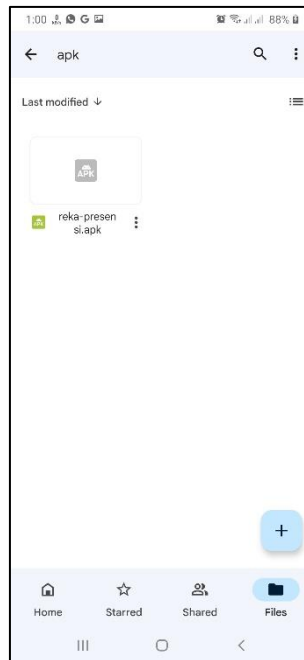 1:00 G 88%
apk
Last modified ↓
APK
reka-presen
si.apk
Home Starred Shared Files